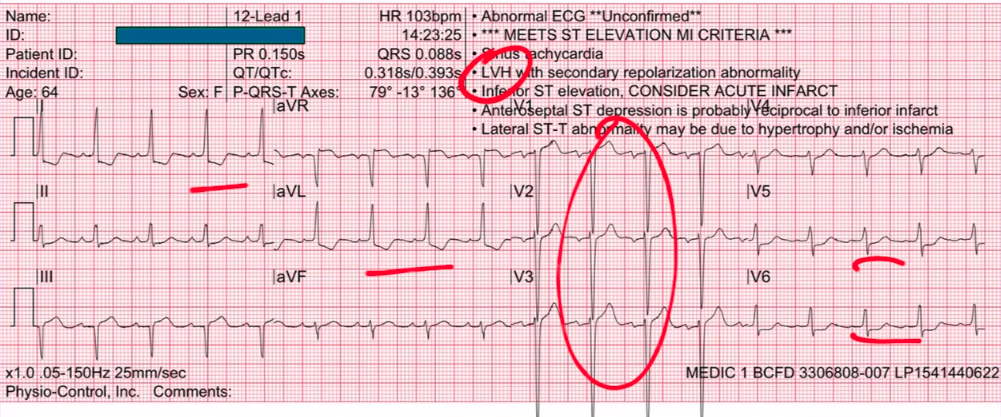 Name: 12-Lead 1 HR 103bpm • Abnormal ECG **Unconfirmed**
ID: 14:23:25 • *** MEETS ST ELEVATION MI CRITERIA ***
Patient ID: PR 0.150s QRS 0.088s • Sinus tachycardia
Incident ID: QT/QTc: 0.318s/0.393s • LVH with secondary repolarization abnormality
Age: 64 Sex: F P-QRS-T Axes: 79° -13° 136° • Inferior ST elevation, CONSIDER ACUTE INFARCT
• Anteroseptal ST depression is probably reciprocal to inferior infarct
• Lateral ST-T abnormality may be due to hypertrophy and/or ischemia
I aVR V1 V4
II aVL V2 V5
III aVF V3 V6
x1.0 .05-150Hz 25mm/sec MEDIC 1 BCFD 3306808-007 LP1541440622
Physio-Control, Inc. Comments: